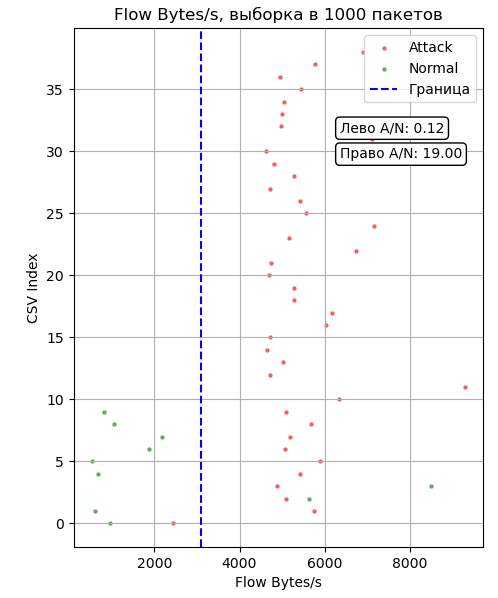 Flow Bytes/s, выборка в 1000 пакетов
Attack
Normal
Граница
Лево A/N: 0.12
Право A/N: 19.00
CSV Index
35
30
25
20
15
10
5
0
2000
4000
6000
8000
Flow Bytes/s